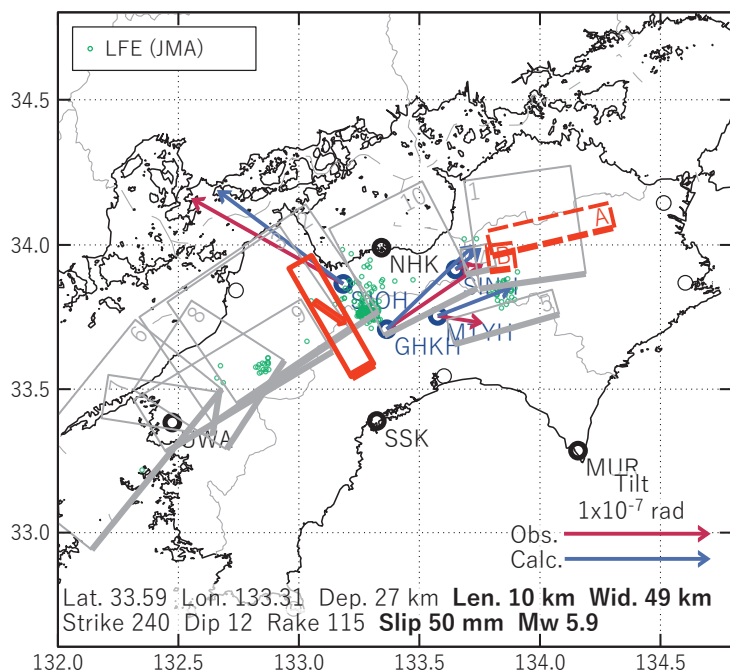 LFE (JMA)
34.5
34.0
33.5
33.0
132.0
132.5
133.0
133.5
134.0
134.5
1
10
A
B
NHK
GHKH
5
6
8
9
7
UWA
SSK
MUR
Tilt
1x10⁻⁷ rad
Obs.
Calc.
Lat. 33.59 Lon. 133.31 Dep. 27 km Len. 10 km Wid. 49 km
Strike 240 Dip 12 Rake 115 Slip 50 mm Mw 5.9